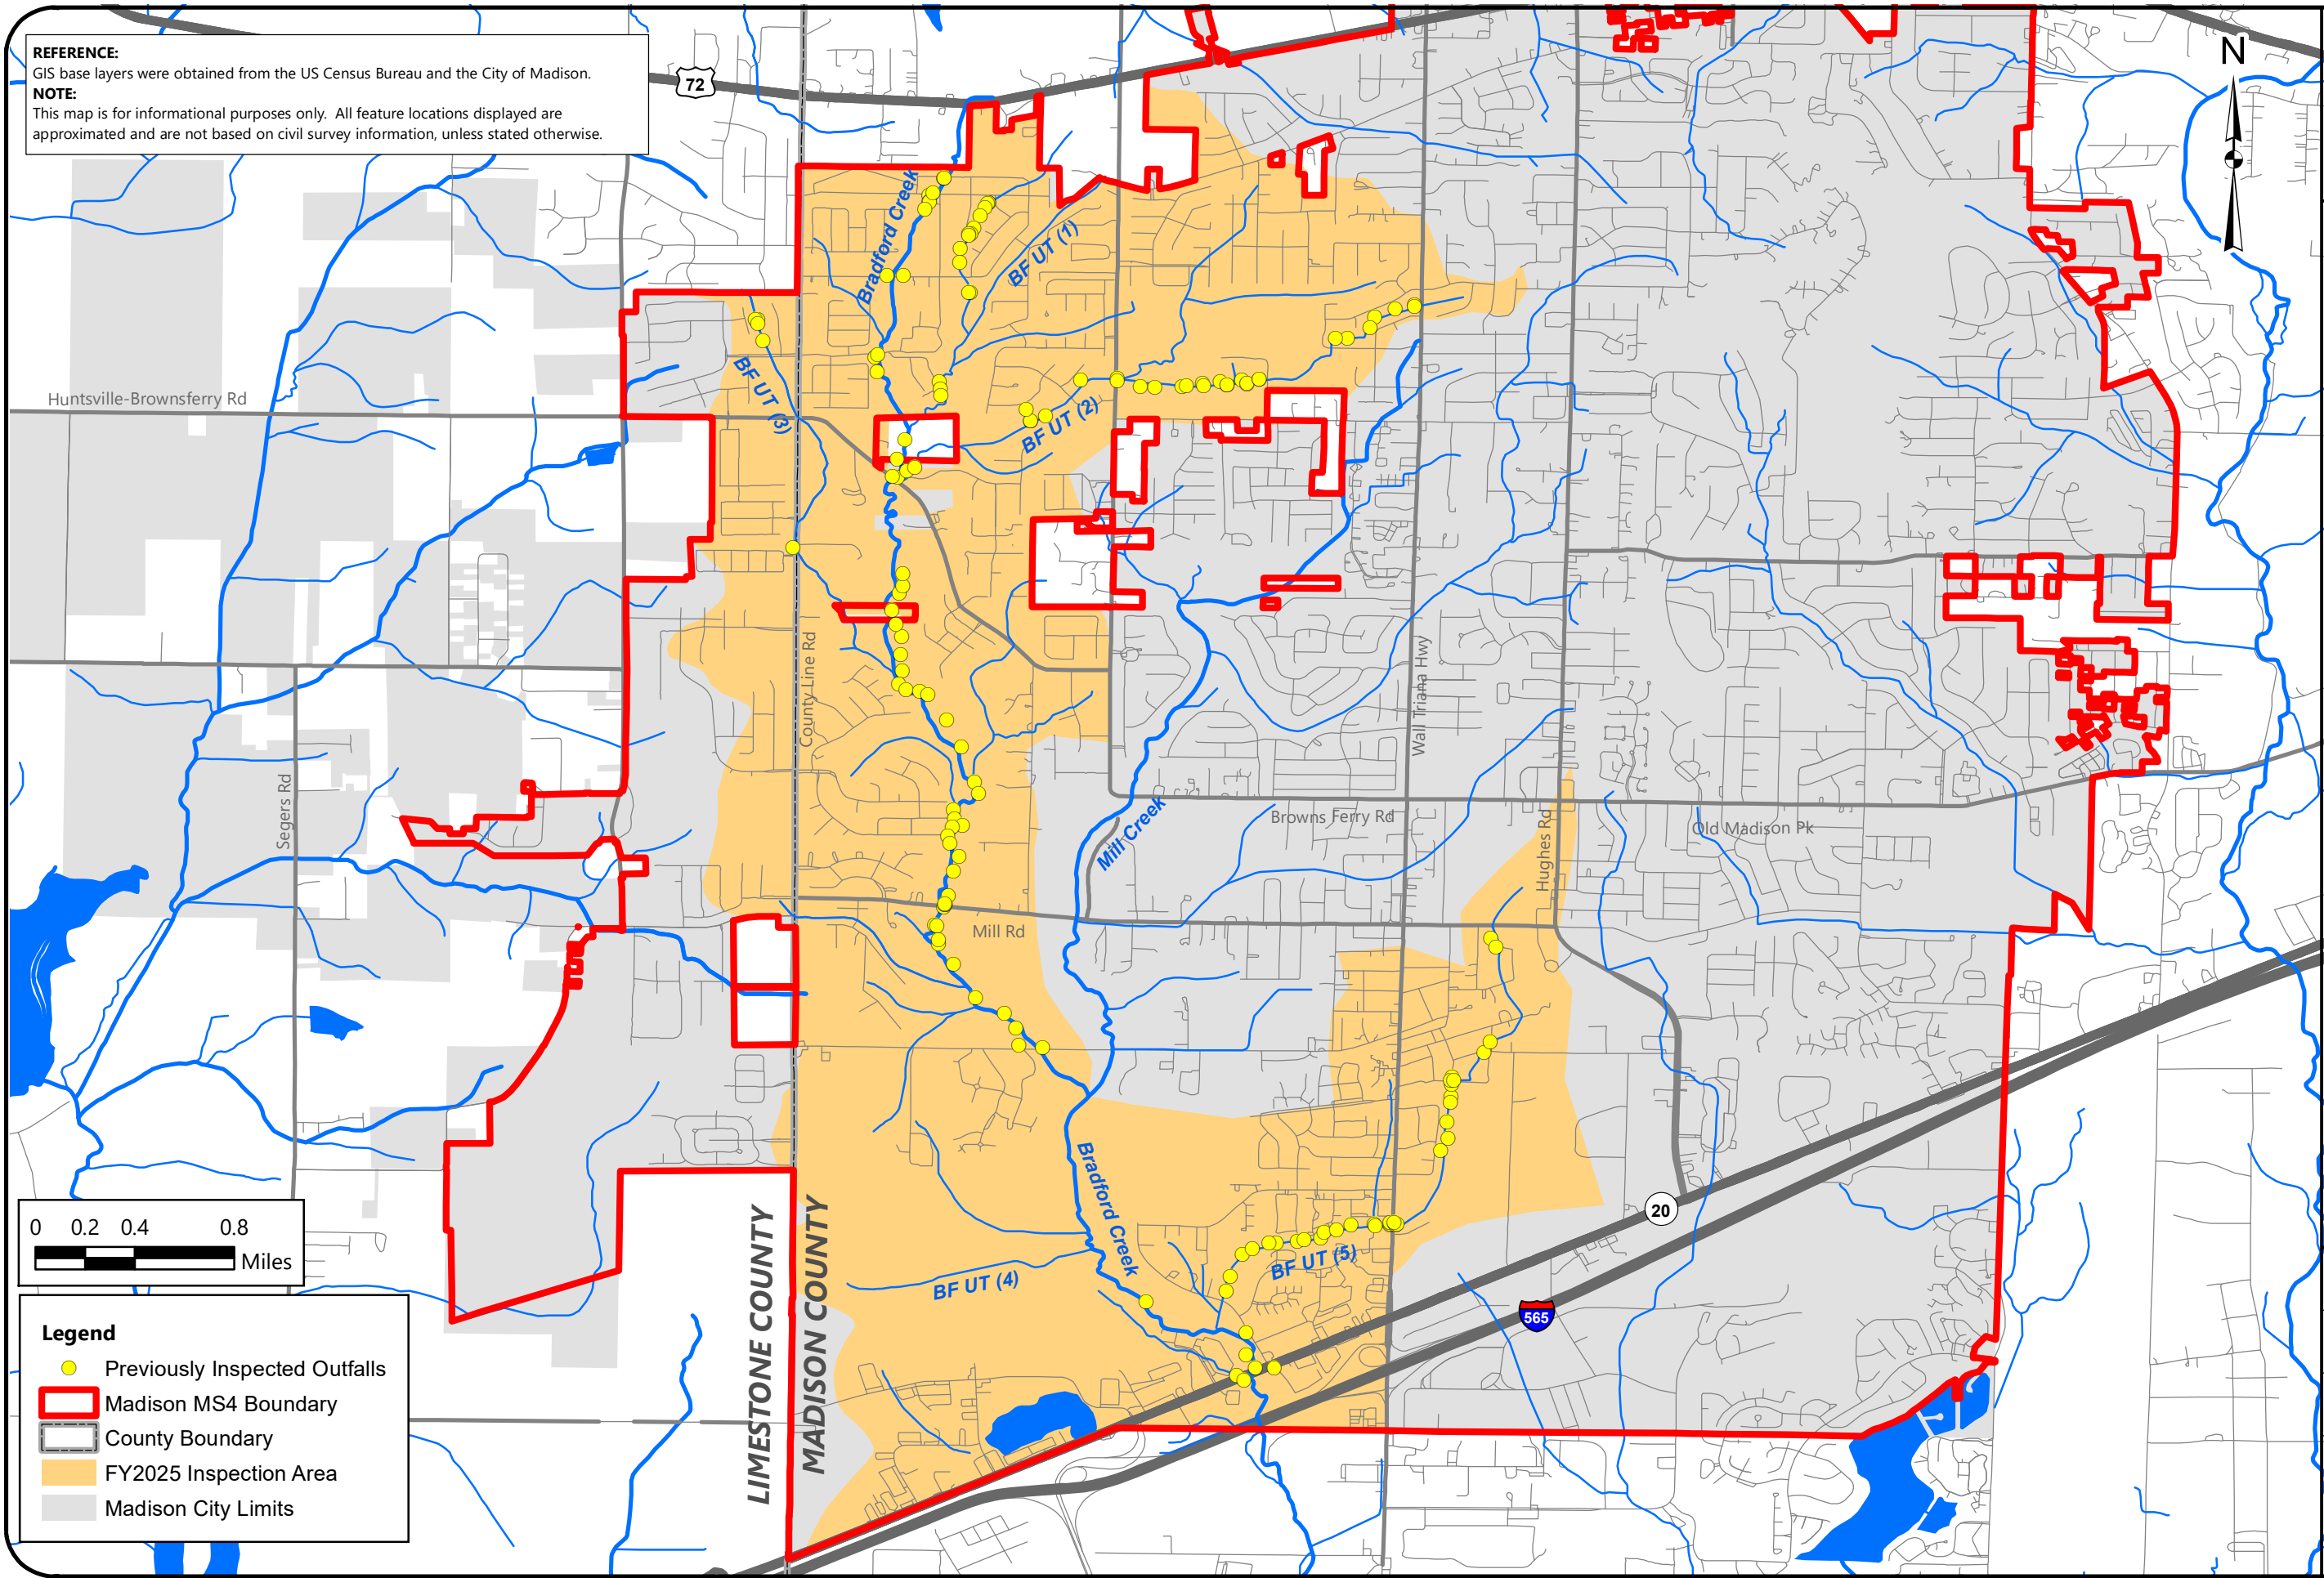 REFERENCE:
GIS base layers were obtained from the US Census Bureau and the City of Madison.
NOTE:
This map is for informational purposes only. All feature locations displayed are
approximated and are not based on civil survey information, unless stated otherwise.
72
N
Bradford Creek
BF UT (1)
BF UT (3)
BF UT (2)
Huntsville-Brownsferry Rd
County Line Rd
Wall Triana Hwy
Segers Rd
Mill Creek
Browns Ferry Rd
Hughes Rd
Old Madison Pk
Mill Rd
Bradford Creek
BF UT (4)
BF UT (5)
20
565
LIMESTONE COUNTY
MADISON COUNTY
0 0.2 0.4 0.8
Miles
Legend
Previously Inspected Outfalls
Madison MS4 Boundary
County Boundary
FY2025 Inspection Area
Madison City Limits